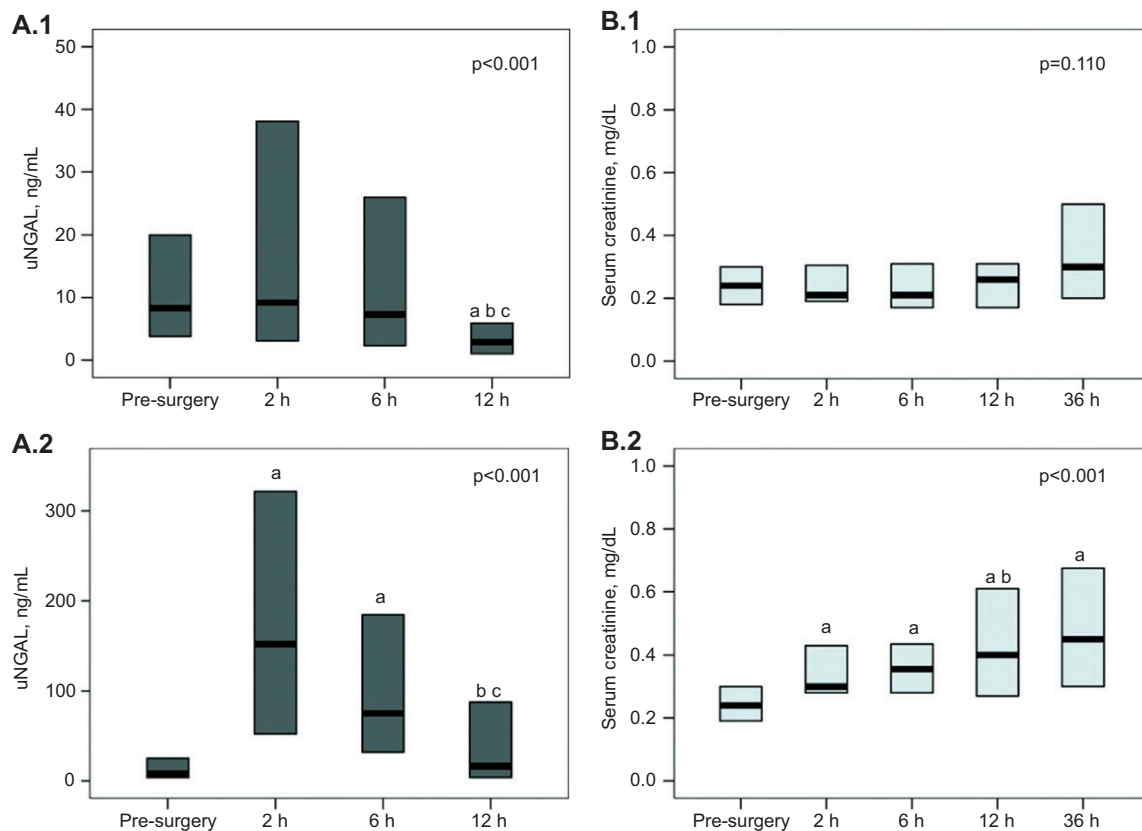 A.1
50
40
30
20
10
0
uNGAL, ng/mL
p<0.001
a b c
Pre-surgery 2 h 6 h 12 h
B.1
1.0
0.8
0.6
0.4
0.2
0.0
Serum creatinine, mg/dL
p=0.110
Pre-surgery 2 h 6 h 12 h 36 h
A.2
300
200
100
0
uNGAL, ng/mL
p<0.001
a
a
b c
Pre-surgery 2 h 6 h 12 h
B.2
1.0
0.8
0.6
0.4
0.2
0.0
Serum creatinine, mg/dL
p<0.001
a
a
a b
a
Pre-surgery 2 h 6 h 12 h 36 h